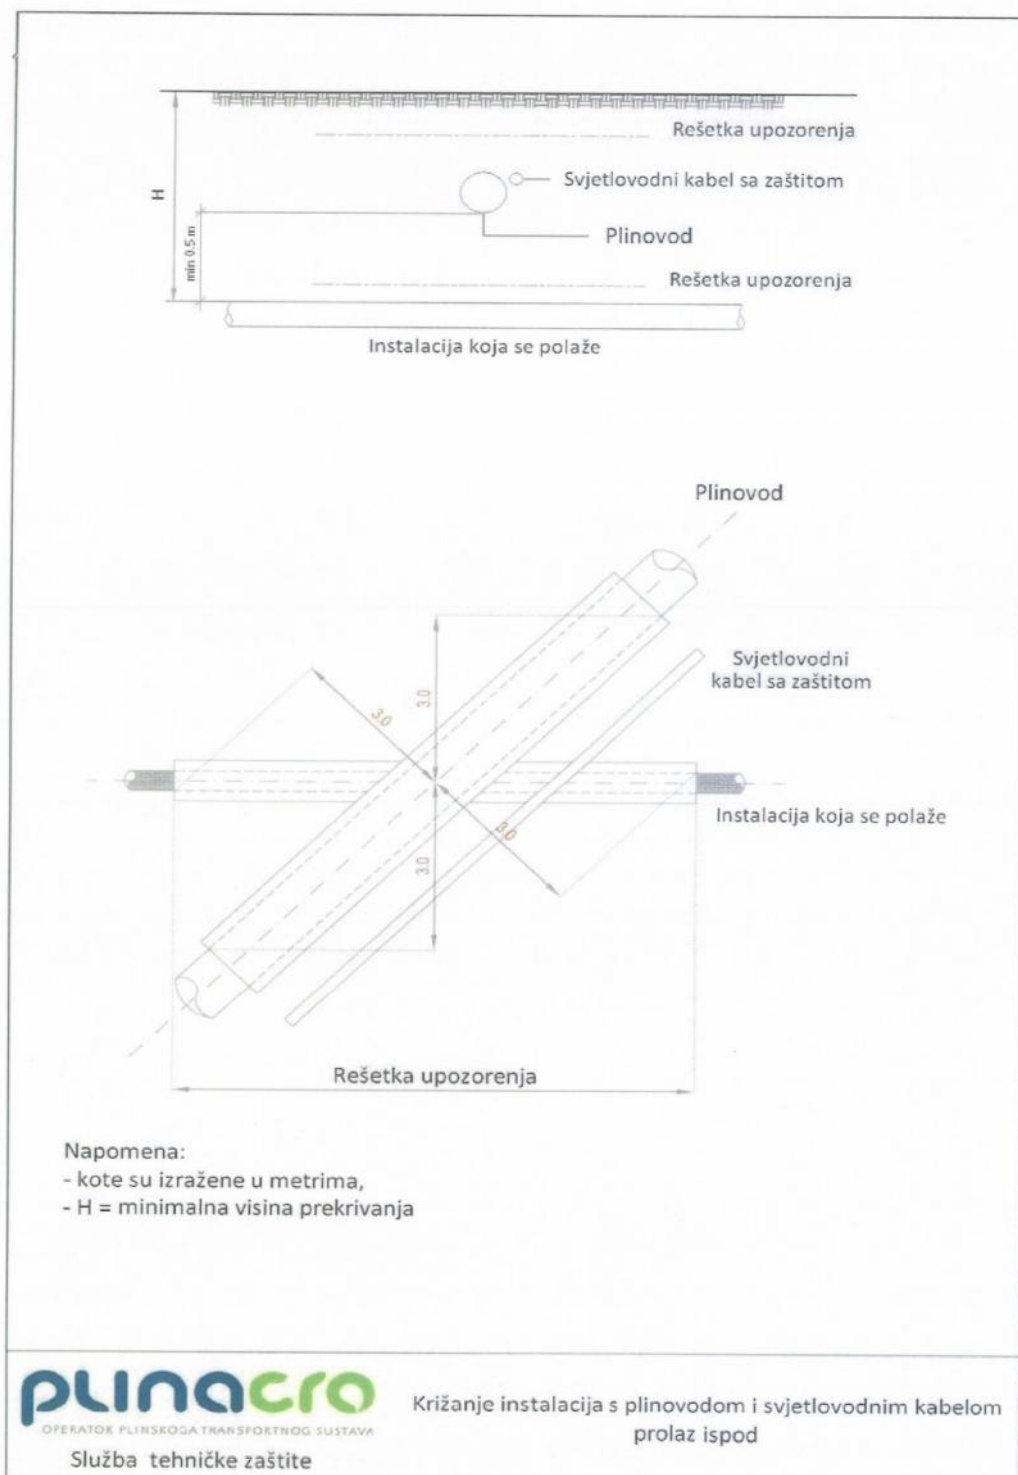 Rešetka upozorenja
Svjetlovodni kabel sa zaštitom
H
Plinovod
min 0.5 m
Rešetka upozorenja
Instalacija koja se polaže
Plinovod
Svjetlovodni
kabel sa zaštitom
3.0
3.0
Instalacija koja se polaže
3.0
3.0
Rešetka upozorenja
Napomena:
- kote su izražene u metrima,
- H = minimalna visina prekrivanja
plinacro
OPERATOR PLINSKOGA TRANSPORTNOG SUSTAVA
Služba tehničke zaštite
Križanje instalacija s plinovodom i svjetlovodnim kabelom
prolaz ispod